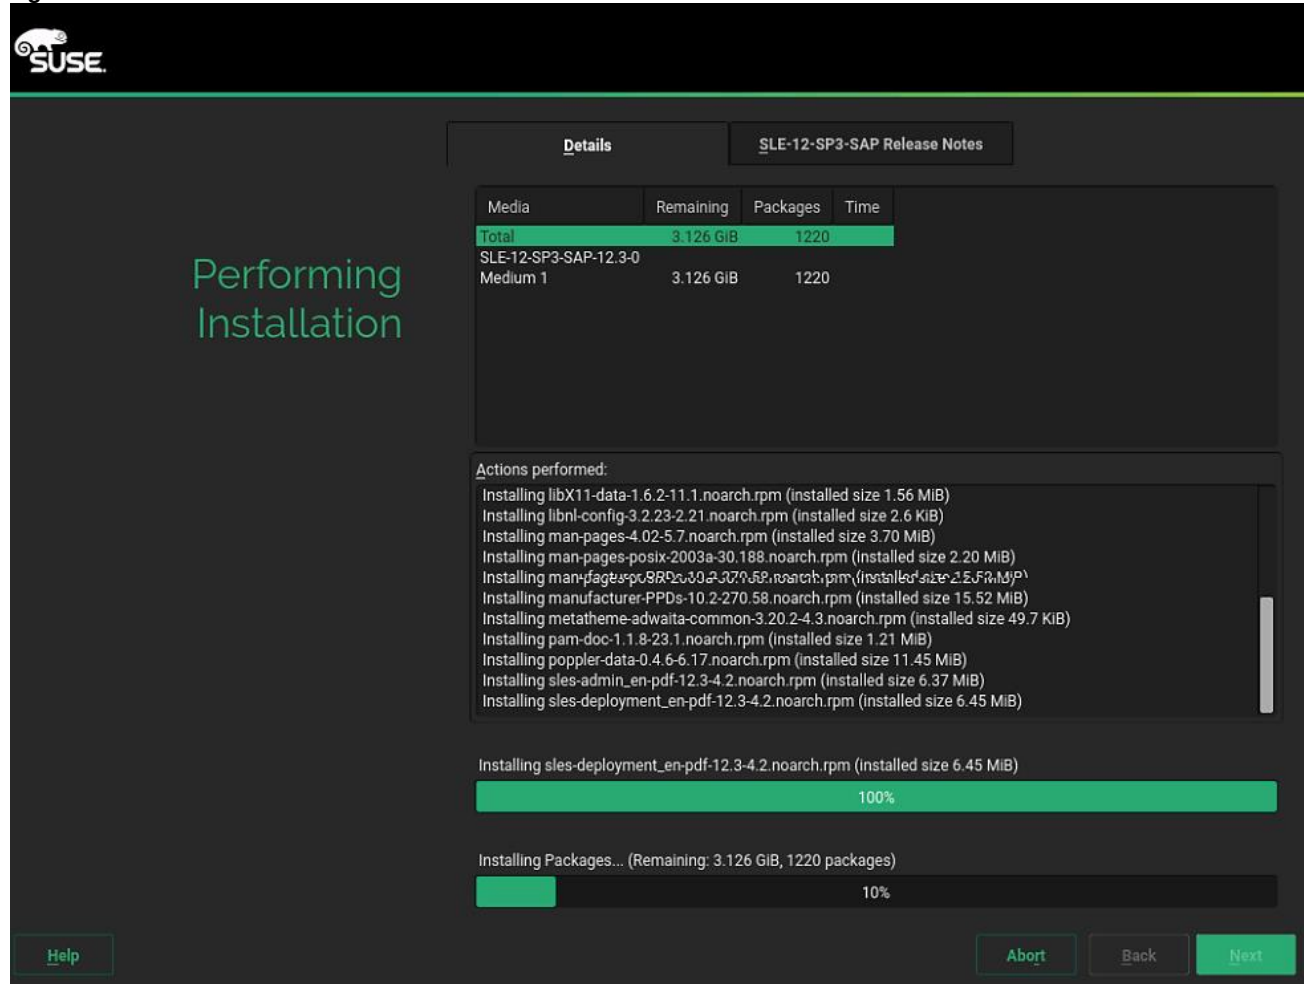 SUSE.
Details
SLE-12-SP3-SAP Release Notes
Performing
Installation
Media Remaining Packages Time
Total 3.126 GiB 1220
SLE-12-SP3-SAP-12.3-0
Medium 1 3.126 GiB 1220
Actions performed:
Installing libX11-data-1.6.2-11.1.noarch.rpm (installed size 1.56 MiB)
Installing libnl-config-3.2.23-2.21.noarch.rpm (installed size 2.6 KiB)
Installing man-pages-4.02-5.7.noarch.rpm (installed size 3.70 MiB)
Installing man-pages-posix-2003a-30.188.noarch.rpm (installed size 2.20 MiB)
Installing
Installing manufacturer-PPDs-10.2-270.58.noarch.rpm (installed size 15.52 MiB)
Installing metatheme-adwaita-common-3.20.2-4.3.noarch.rpm (installed size 49.7 KiB)
Installing pam-doc-1.1.8-23.1.noarch.rpm (installed size 1.21 MiB)
Installing poppler-data-0.4.6-6.17.noarch.rpm (installed size 11.45 MiB)
Installing sles-admin_en-pdf-12.3-4.2.noarch.rpm (installed size 6.37 MiB)
Installing sles-deployment_en-pdf-12.3-4.2.noarch.rpm (installed size 6.45 MiB)
Installing sles-deployment_en-pdf-12.3-4.2.noarch.rpm (installed size 6.45 MiB)
100%
Installing Packages... (Remaining: 3.126 GiB, 1220 packages)
10%
Help
Abort
Back
Next